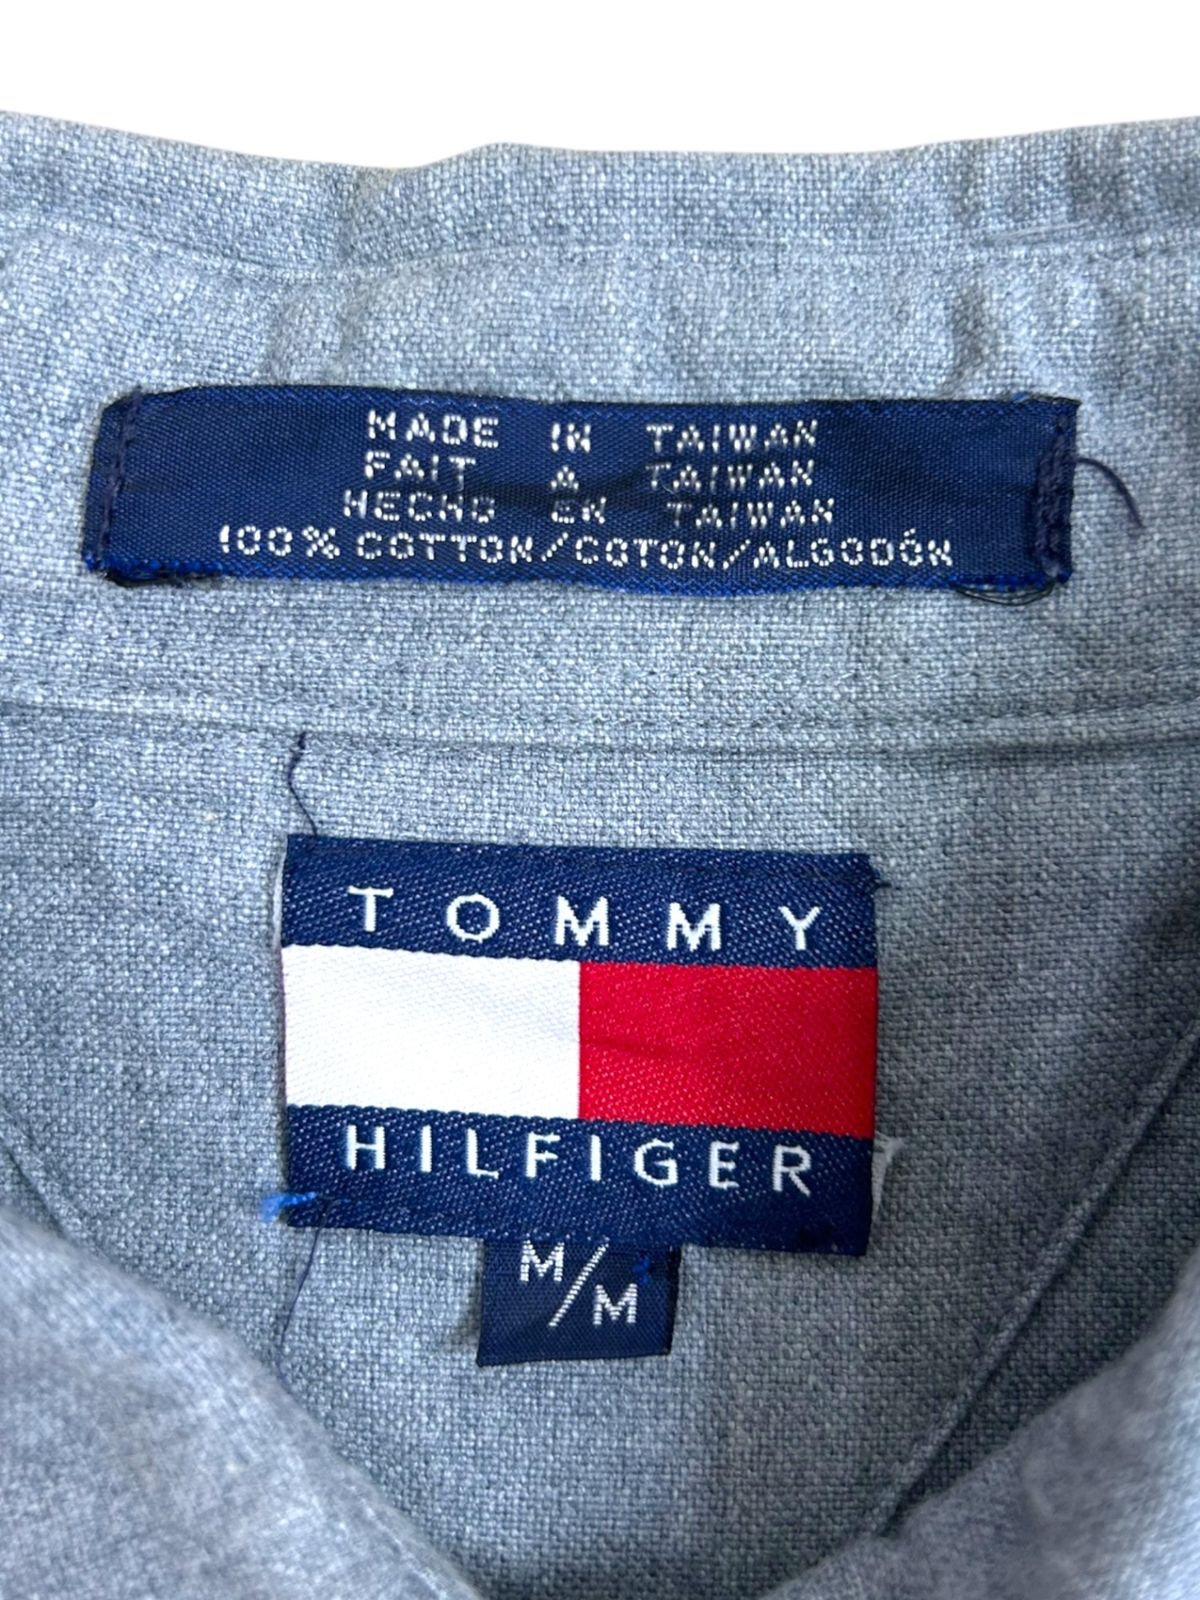 MADE IN TAIWAN
FAIT A TAIWAN
HECHO EN TAIWAN
100% COTTON/COTON/ALGODÓN
TOMMY
HILFIGER
M/M